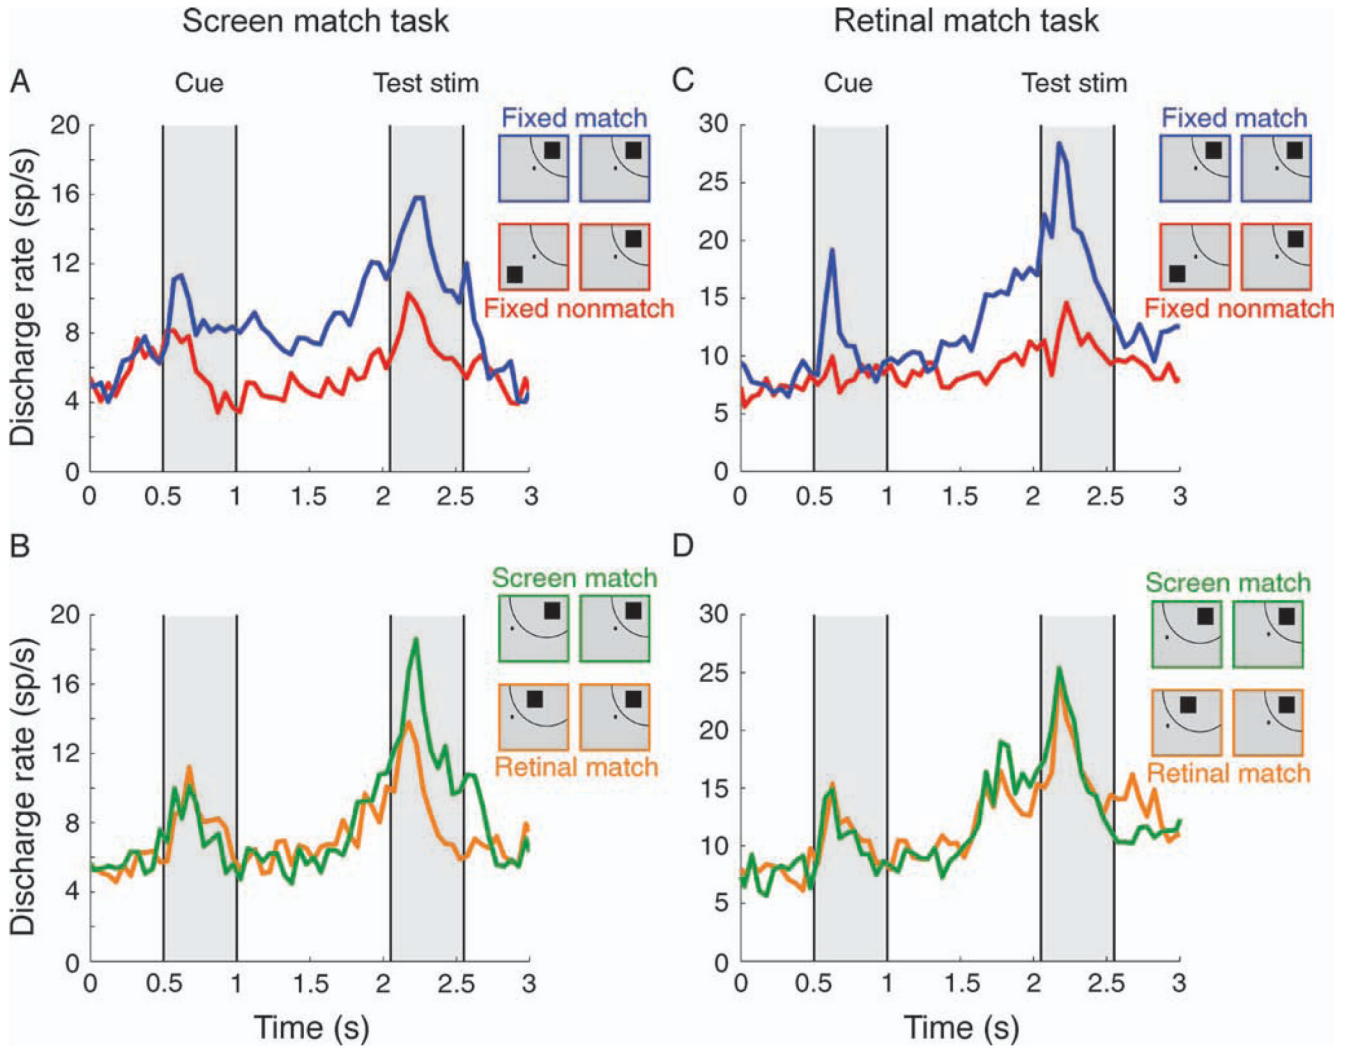 Screen match task
Retinal match task
A
Cue
Test stim
C
Cue
Test stim
Discharge rate (sp/s)
20
16
12
8
4
0
0 0.5 1 1.5 2 2.5 3
Fixed match
Fixed nonmatch
30
25
20
15
10
5
0
0 0.5 1 1.5 2 2.5 3
Fixed match
Fixed nonmatch
B
D
Discharge rate (sp/s)
20
16
12
8
4
0
0 0.5 1 1.5 2 2.5 3
Time (s)
Screen match
Retinal match
30
25
20
15
10
5
0
0 0.5 1 1.5 2 2.5 3
Time (s)
Screen match
Retinal match